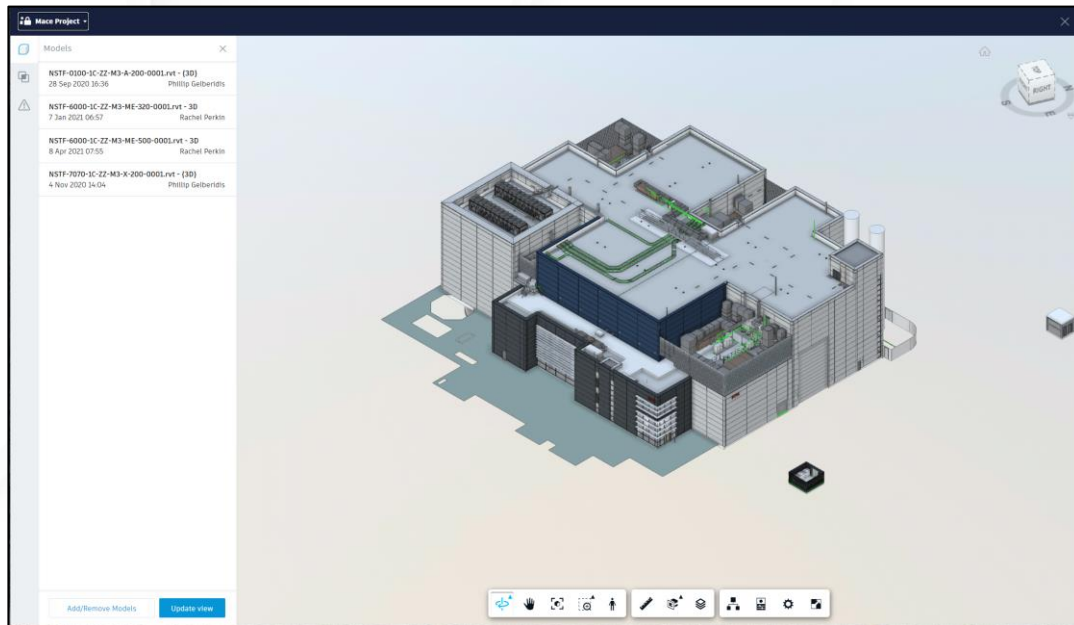 Mace Project
Models
NSTF-0100-1C-ZZ-M3-A-200-0001.rvt - {3D}
28 Sep 2020 16:36 Phillip Gelberidis
NSTF-6000-1C-ZZ-M3-ME-320-0001.rvt - 3D
7 Jan 2021 06:57 Rachel Perkin
NSTF-6000-1C-ZZ-M3-ME-500-0001.rvt - 3D
8 Apr 2021 07:55 Rachel Perkin
NSTF-7070-1C-ZZ-M3-X-200-0001.rvt - {3D}
4 Nov 2020 14:04 Phillip Gelberidis
RIGHT
Add/Remove Models
Update view